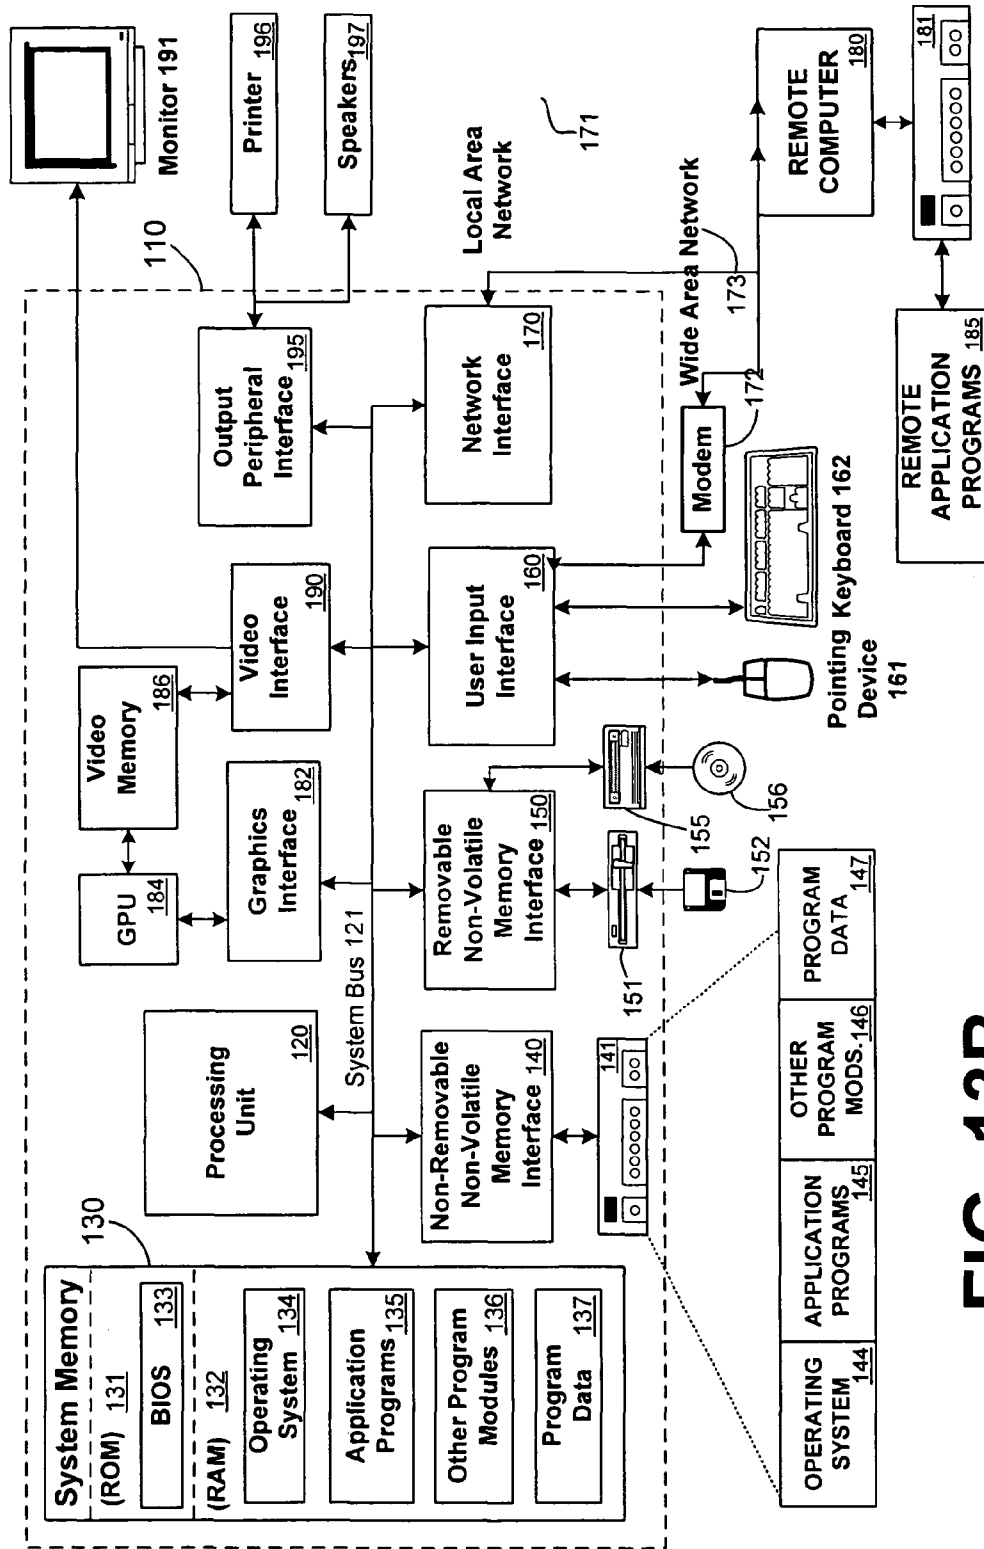 System Memory
(ROM) 131
BIOS 133
(RAM) 132
Operating
System 134
Application
Programs 135
Other Program
Modules 136
Program
Data 137
130
Processing
Unit 120
System Bus 121
GPU
184
Video
Memory 186
Graphics
Interface 182
Video
Interface 190
Output
Peripheral
Interface 195
110
Monitor 191
Printer 196
Speakers 197
Non-Removable
Non-Volatile
Memory
Interface 140
Removable
Non-Volatile
Memory
Interface 150
User Input
Interface 160
Network
Interface 170
Local Area
Network
171
141
151
152
155
156
Pointing
Device
161
Keyboard 162
Modem
172
Wide Area Network
173
REMOTE
COMPUTER
180
181
REMOTE
APPLICATION
PROGRAMS 185
OPERATING
SYSTEM 144
APPLICATION
PROGRAMS 145
OTHER
PROGRAM
MODS. 146
PROGRAM
DATA 147